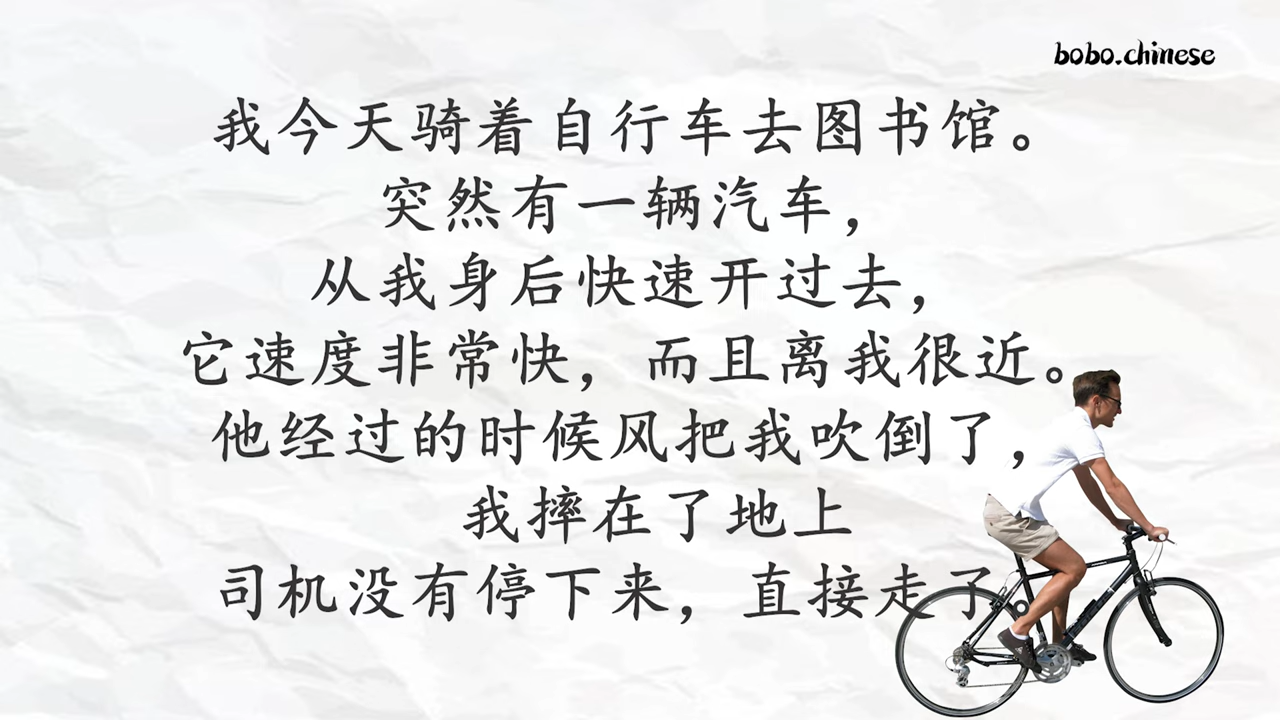 bobo.chinese
我今天骑着自行车去图书馆。
突然有一辆汽车，
从我身后快速开过去，
它速度非常快，而且离我很近。
他经过的时候风把我吹倒了，
我摔在了地上
司机没有停下来，直接走了。